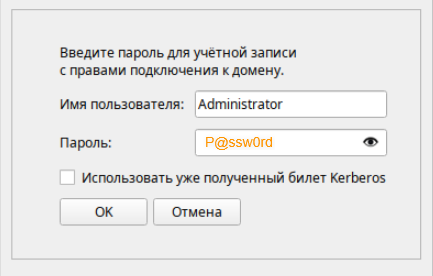 Введите пароль для учётной записи
с правами подключения к домену.
Имя пользователя: Administrator
Пароль: P@ssw0rd
Использовать уже полученный билет Kerberos
OK Отмена